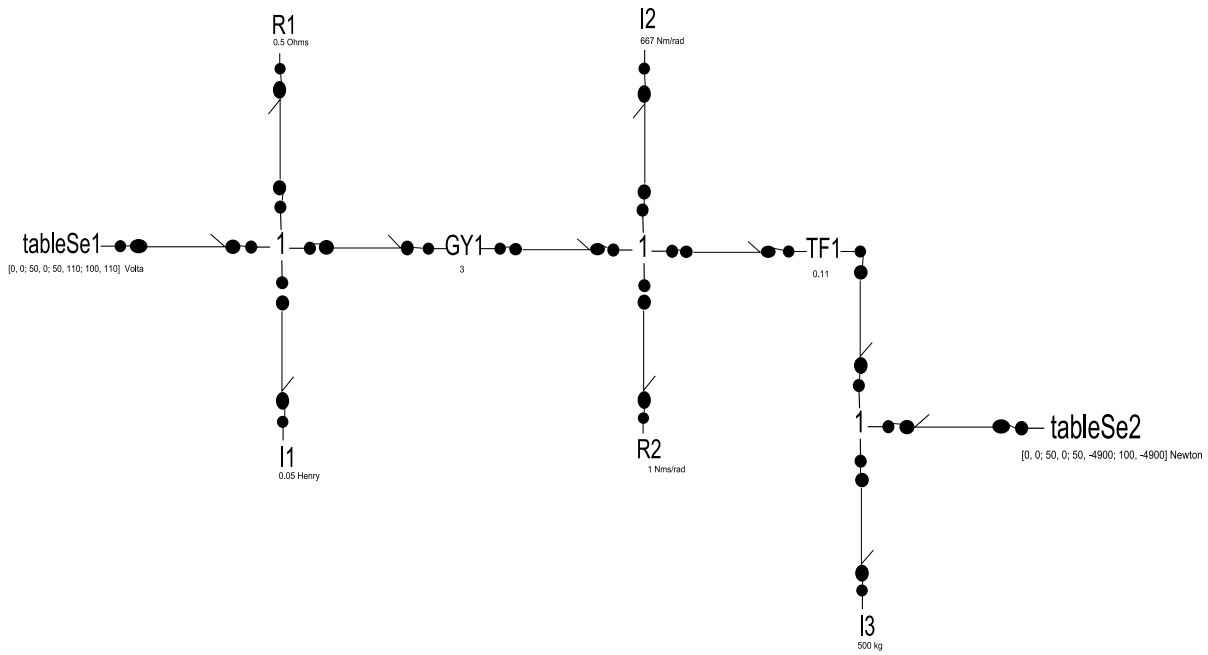 R1
0.5 Ohms
I2
667 Nm/rad
tableSe1
[0, 0; 50, 0; 50, 110; 100, 110] Volta
1
GY1
3
1
TF1
0.11
I1
0.05 Henry
R2
1 Nms/rad
1
tableSe2
[0, 0; 50, 0; 50, -4900; 100, -4900] Newton
I3
500 kg